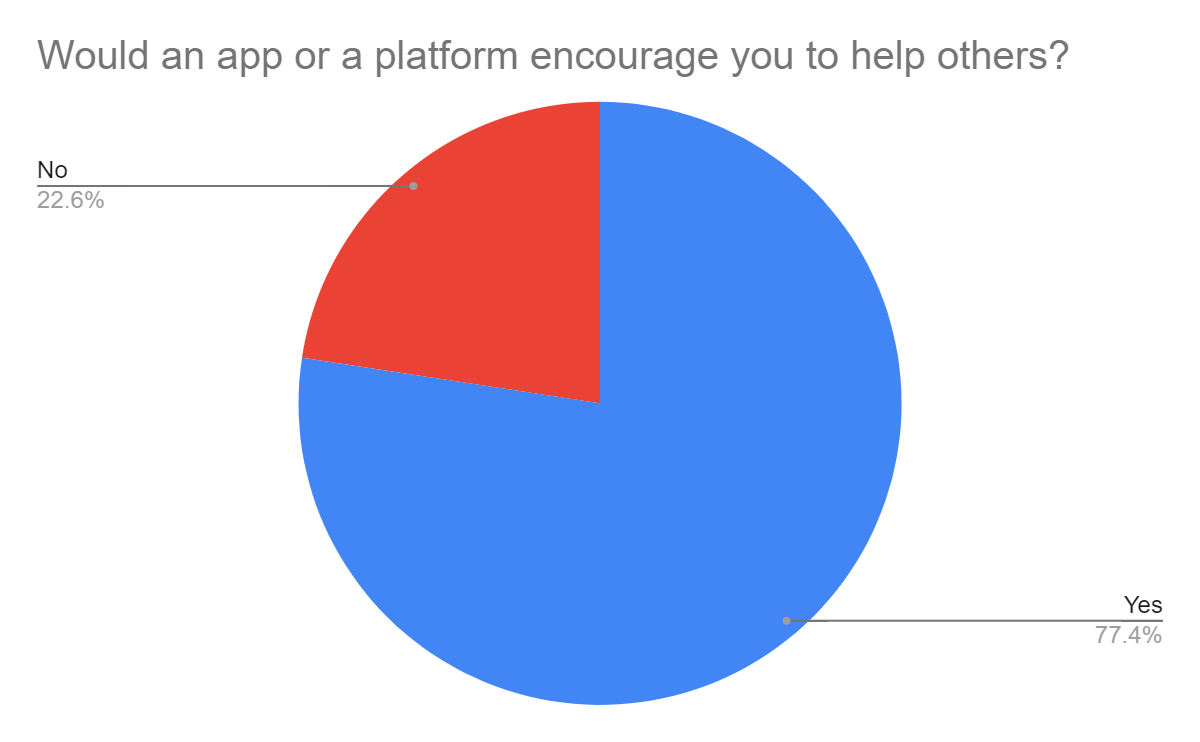 Would an app or a platform encourage you to help others?
No
22.6%
Yes
77.4%